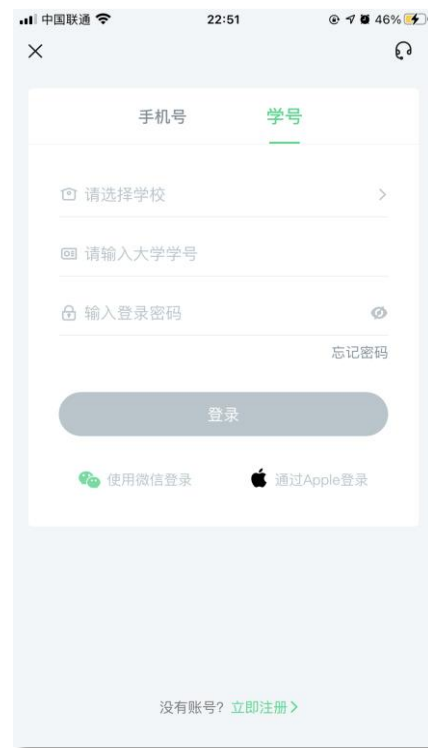 中国联通 22:51 46%
手机号 学号
请选择学校
请输入大学学号
输入登录密码
忘记密码
登录
使用微信登录 通过Apple登录
没有账号? 立即注册>